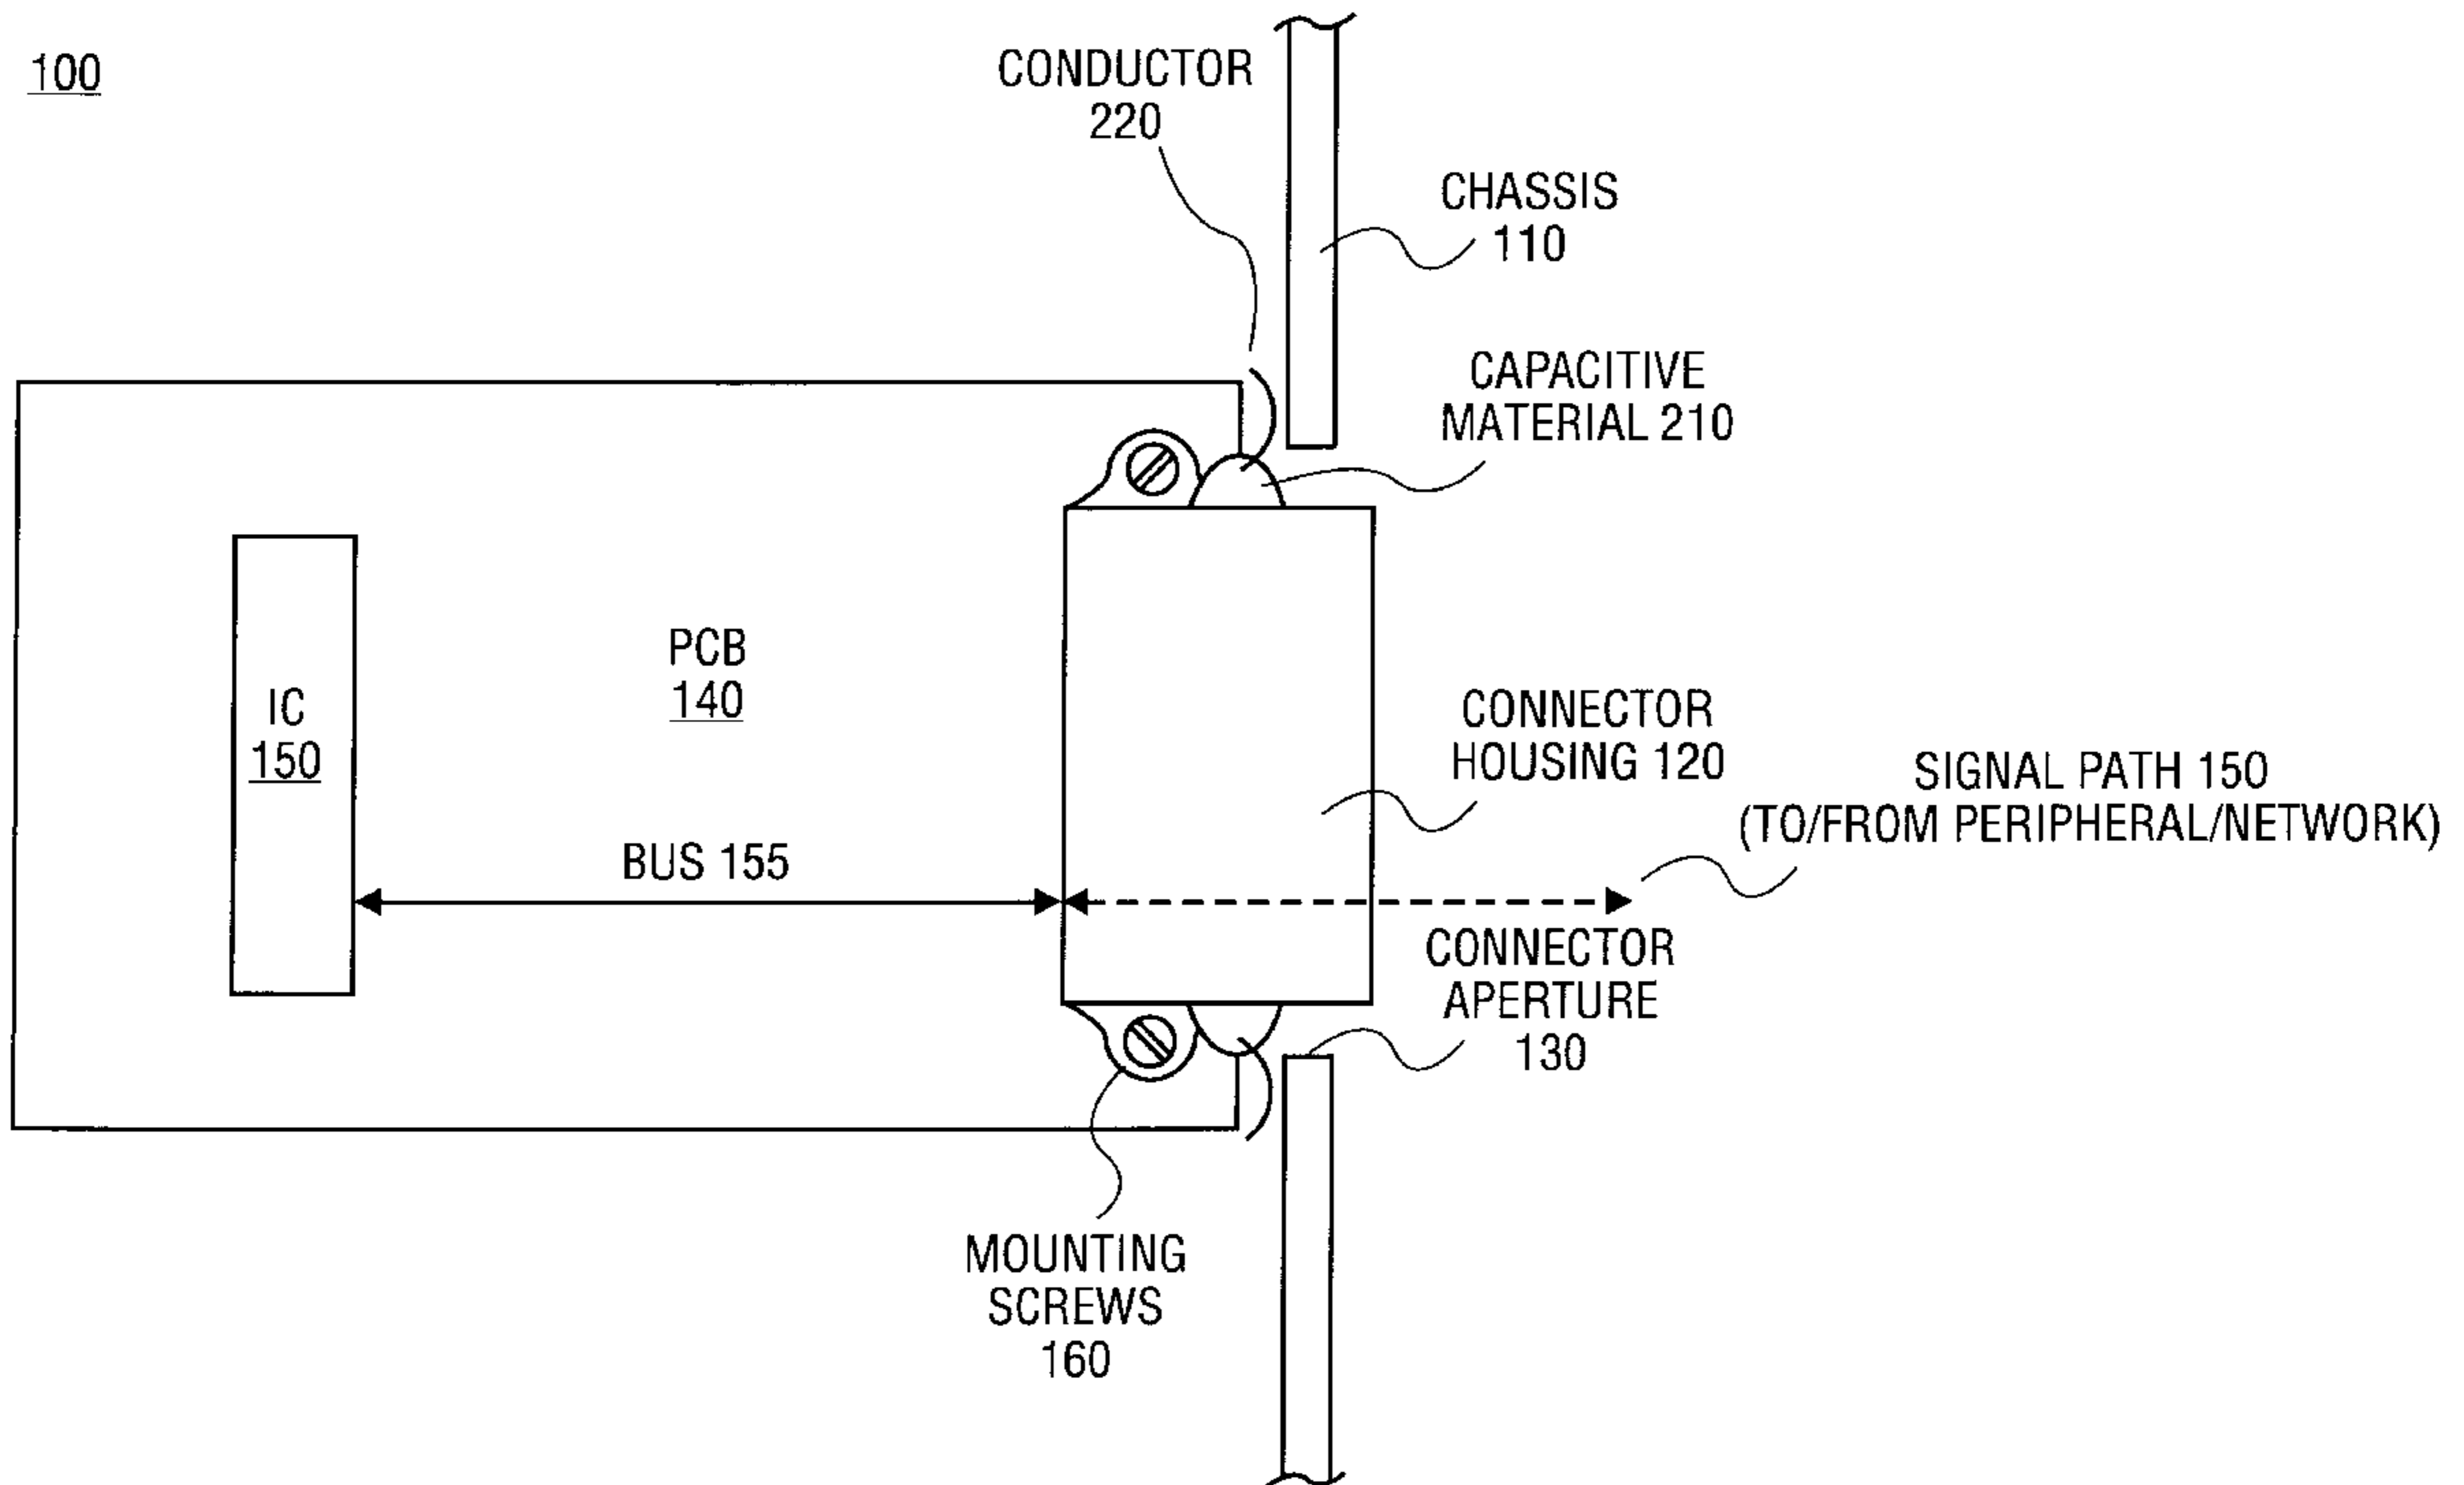 100
CONDUCTOR
220
CHASSIS
110
CAPACITIVE
MATERIAL 210
PCB
140
IC
150
CONNECTOR
HOUSING 120
SIGNAL PATH 150
(TO/FROM PERIPHERAL/NETWORK)
BUS 155
CONNECTOR
APERTURE
130
MOUNTING
SCREWS
160